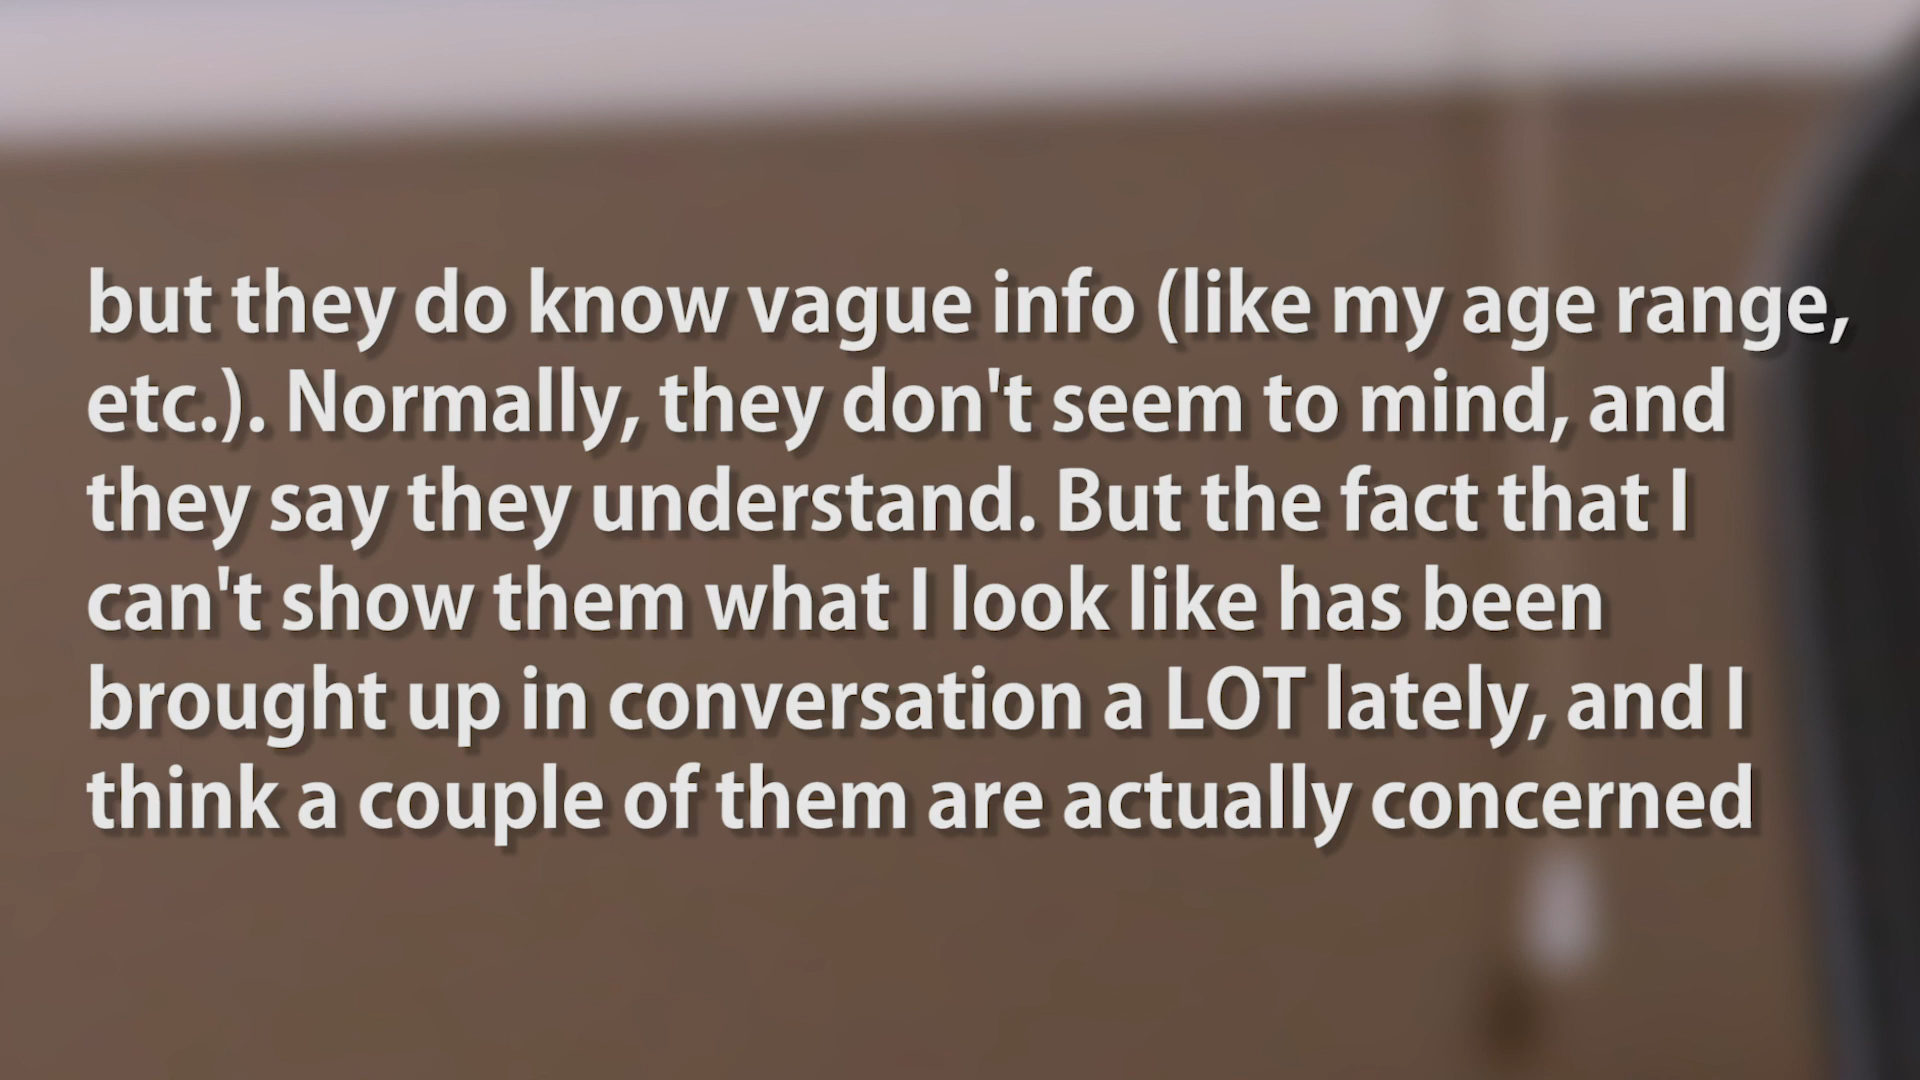 but they do know vague info (like my age range,
etc.). Normally, they don't seem to mind, and
they say they understand. But the fact that I
can't show them what I look like has been
brought up in conversation a LOT lately, and I
think a couple of them are actually concerned